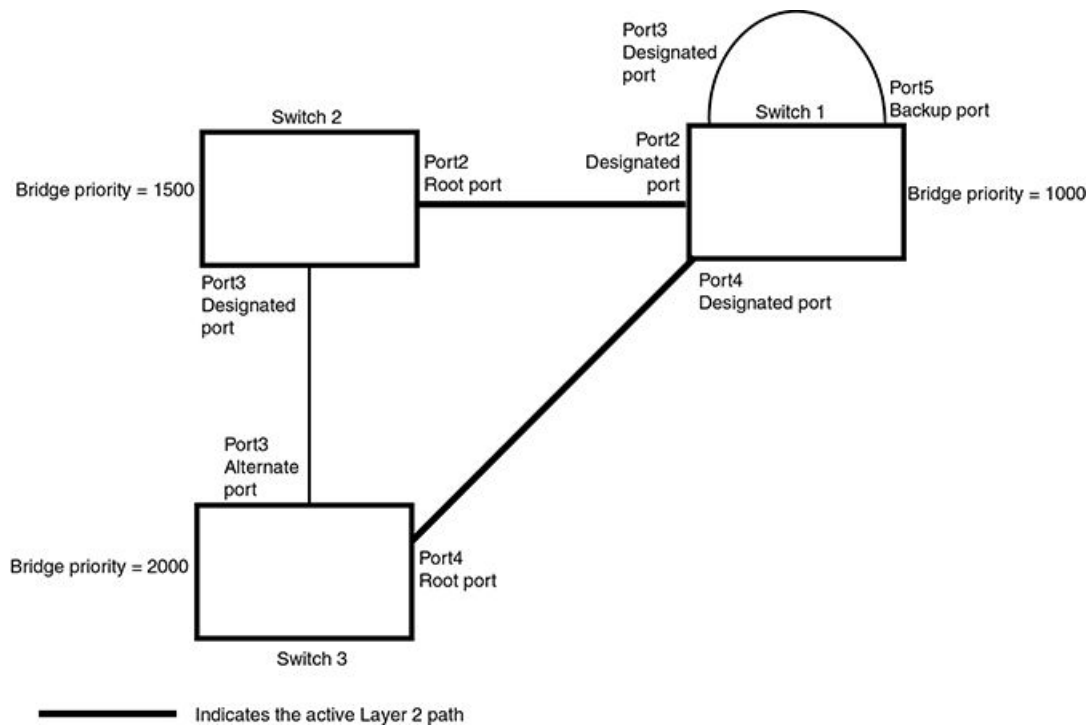 Port3
Designated
port
Port5
Backup port
Switch 1
Switch 2
Port2
Root port
Port2
Designated
port
Bridge priority = 1500
Bridge priority = 1000
Port3
Designated
port
Port4
Designated port
Port3
Alternate
port
Bridge priority = 2000
Port4
Root port
Switch 3
Indicates the active Layer 2 path